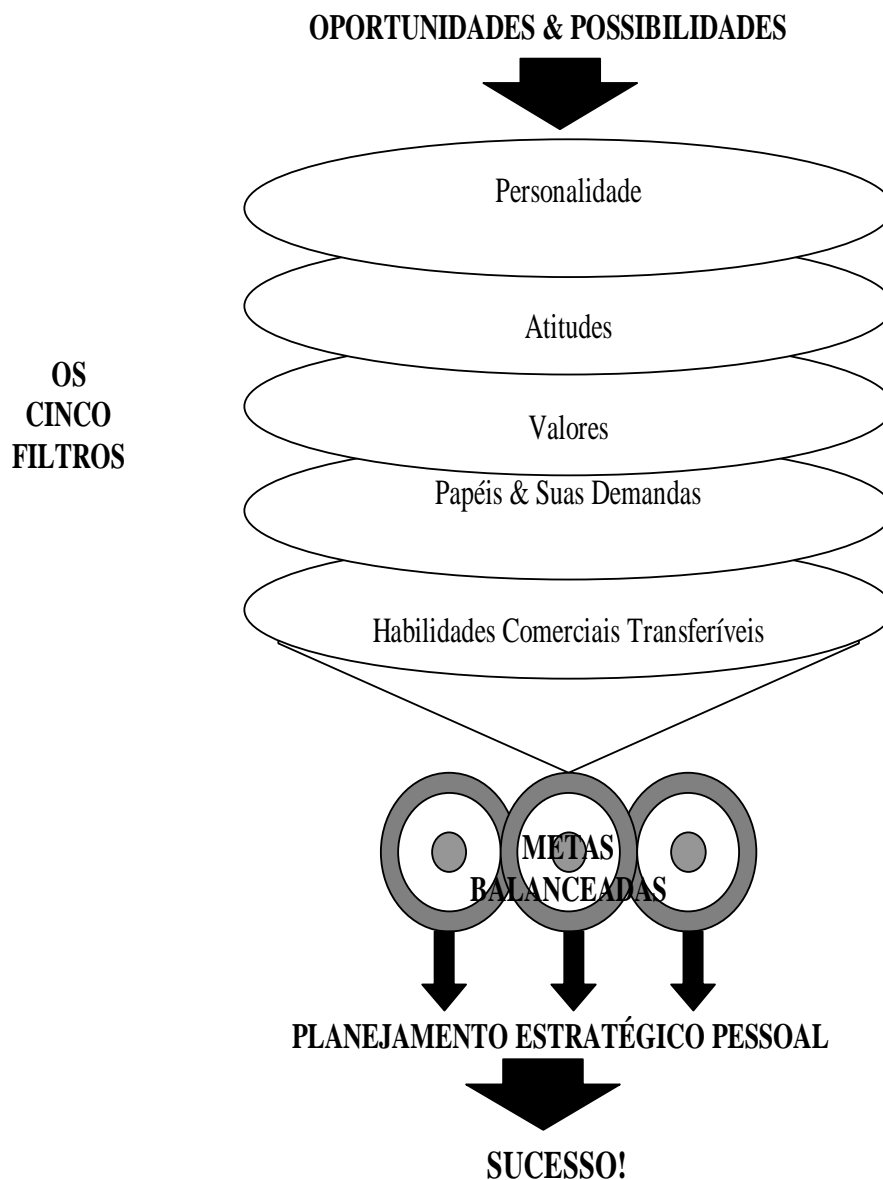 OPORTUNIDADES & POSSIBILIDADES
Personalidade
Atitudes
OS
CINCO
FILTROS
Valores
Papéis & Suas Demandas
Habilidades Comerciais Transferíveis
METAS
BALANCEADAS
PLANEJAMENTO ESTRATÉGICO PESSOAL
SUCESSO!